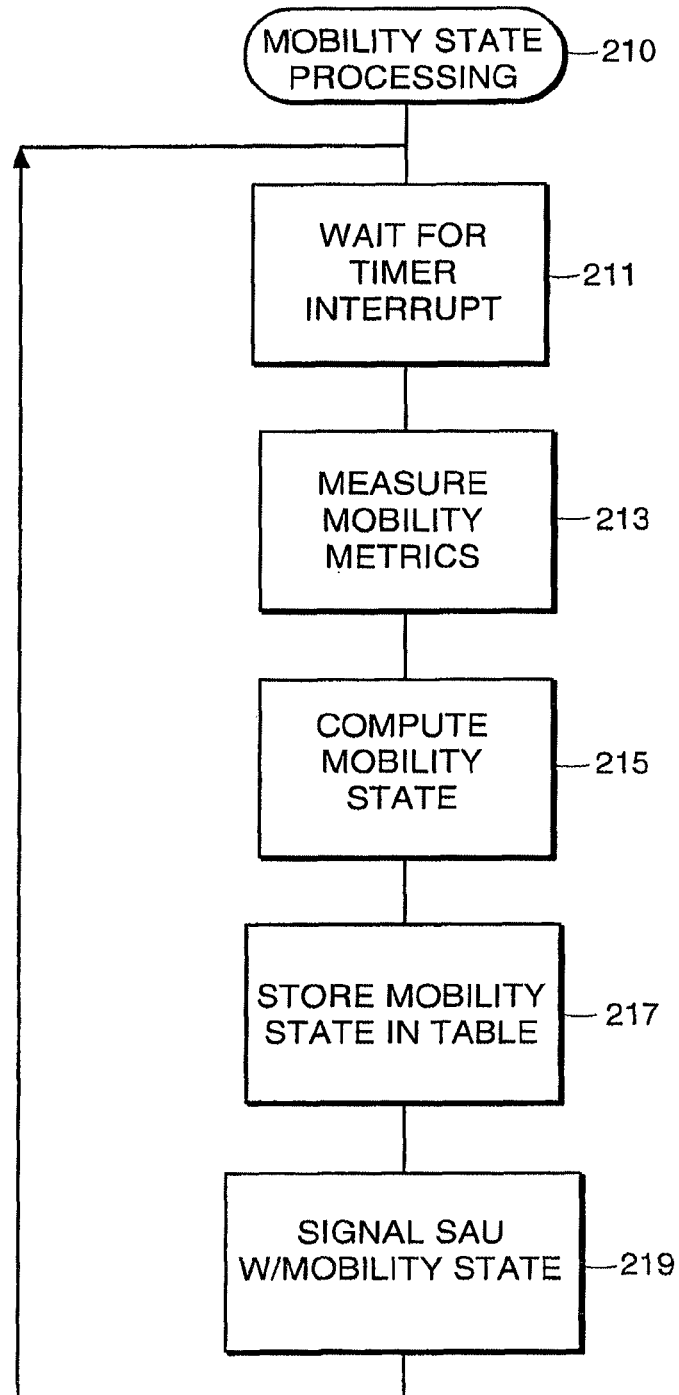 MOBILITY STATE
PROCESSING
210
WAIT FOR
TIMER
INTERRUPT
211
MEASURE
MOBILITY
METRICS
213
COMPUTE
MOBILITY
STATE
215
STORE MOBILITY
STATE IN TABLE
217
SIGNAL SAU
W/MOBILITY STATE
219